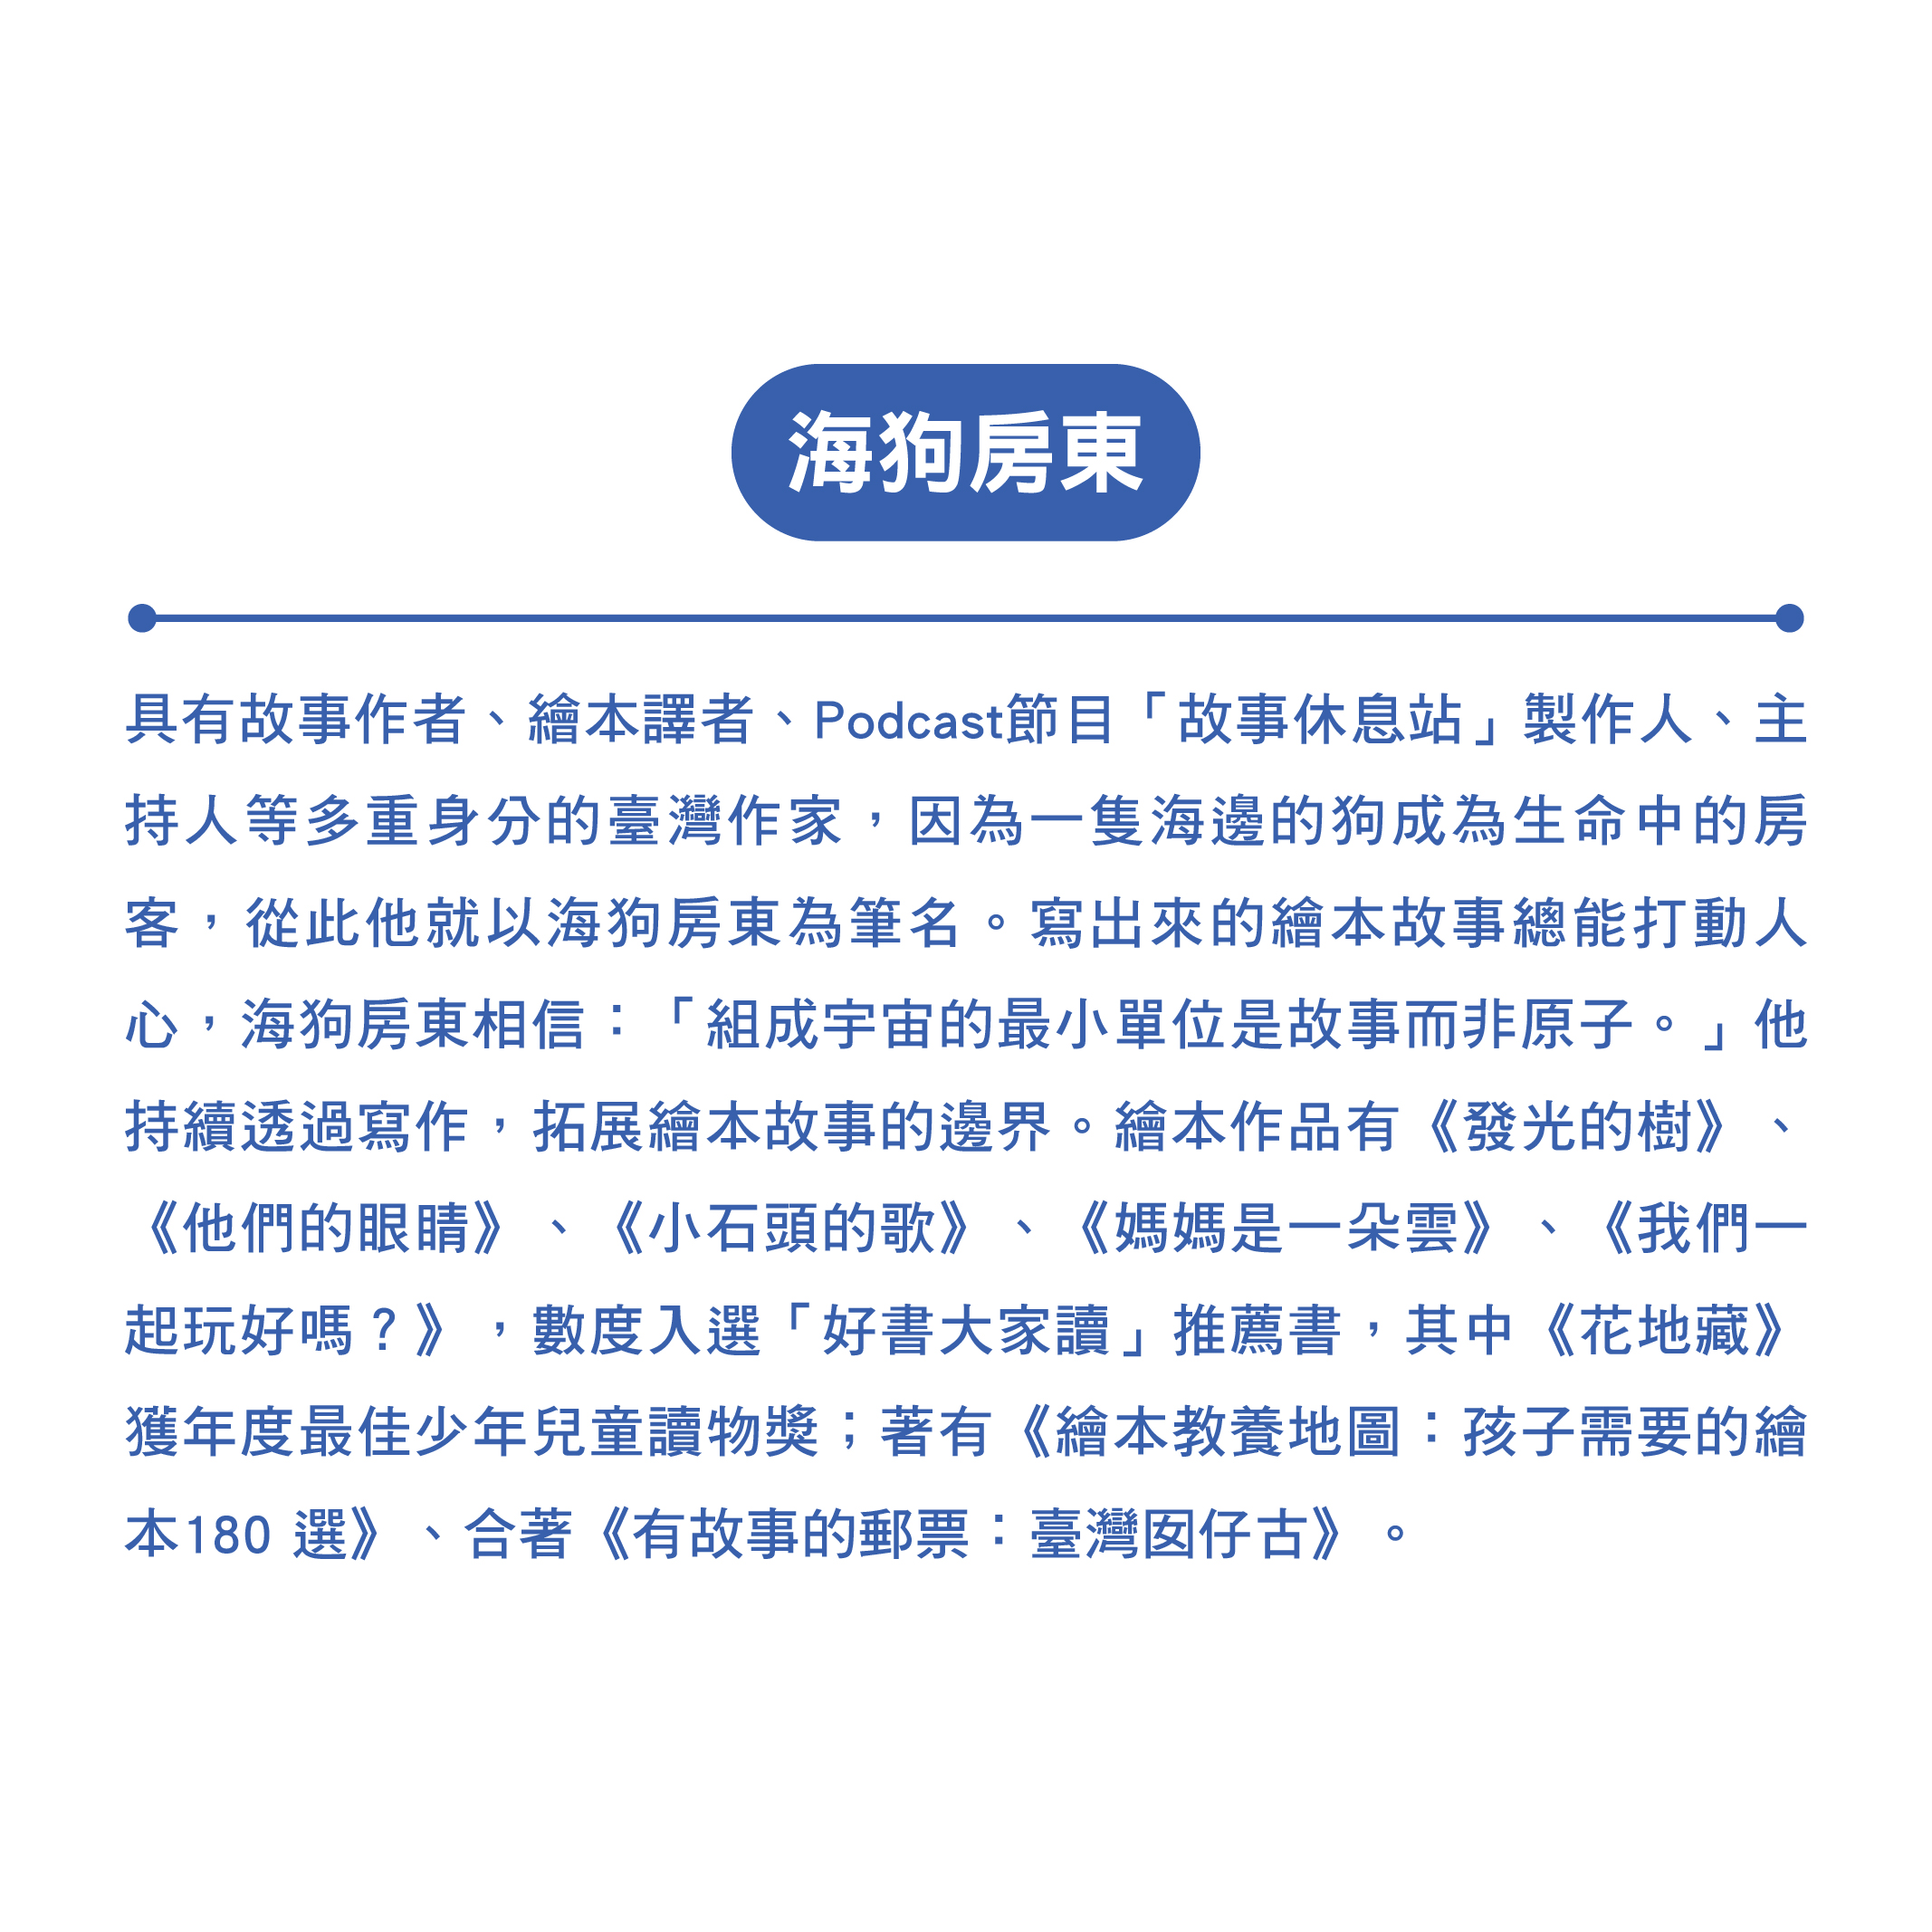 海狗房東
具有故事作者、繪本譯者、Podcast節目「故事休息站」製作人、主
持人等多重身分的臺灣作家，因為一隻海邊的狗成為生命中的房
客，從此他就以海狗房東為筆名。寫出來的繪本故事總能打動人
心，海狗房東相信：「組成宇宙的最小單位是故事而非原子。」他
持續透過寫作，拓展繪本故事的邊界。繪本作品有《發光的樹》、
《他們的眼睛》、《小石頭的歌》、《媽媽是一朵雲》、《我們一
起玩好嗎？》，數度入選「好書大家讀」推薦書，其中《花地藏》
獲年度最佳少年兒童讀物獎；著有《繪本教養地圖：孩子需要的繪
本180 選》、合著《有故事的郵票：臺灣囡仔古》。